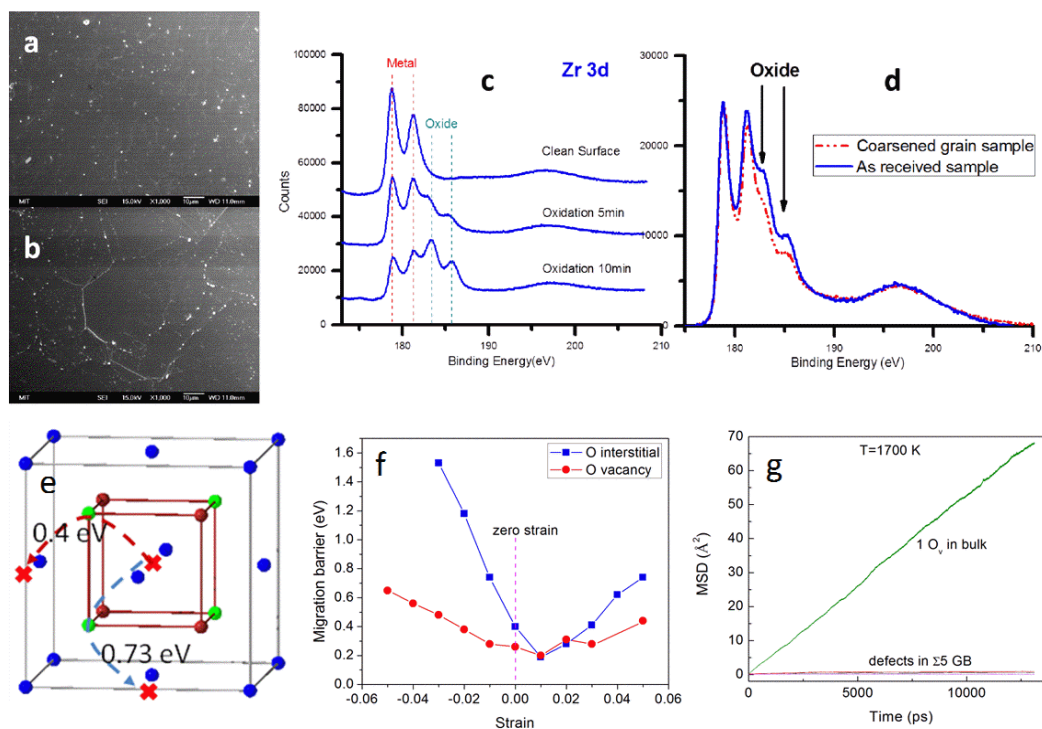 a
MIT SEI 15.0kV X1,000 10μm WD 11.0mm
b
MIT SEI 15.0kV X1,000 10μm WD 11.0mm
c
Zr 3d
Metal
Oxide
Clean Surface
Oxidation 5min
Oxidation 10min
Counts
100000
80000
60000
40000
20000
0
180 190 200 210
Binding Energy(eV)
d
Oxide
Coarsened grain sample
As received sample
30000
20000
10000
0
180 190 200 210
Binding Energy (eV)
e
0.4 eV
0.73 eV
f
O interstitial
O vacancy
zero strain
Migration barrier (eV)
1.6
1.4
1.2
1.0
0.8
0.6
0.4
0.2
0.0
-0.06 -0.04 -0.02 0.00 0.02 0.04 0.06
Strain
g
T=1700 K
1 Oᵥ in bulk
defects in Σ5 GB
MSD (Å²)
70
60
50
40
30
20
10
0
0 5000 10000
Time (ps)